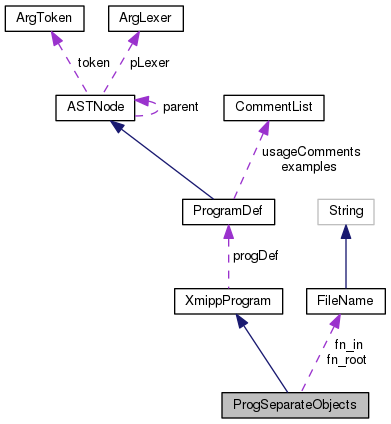 ArgToken
ArgLexer
token
pLexer
ASTNode
parent
CommentList
usageComments
examples
ProgramDef
String
progDef
XmippProgram
FileName
fn_in
fn_root
ProgSeparateObjects